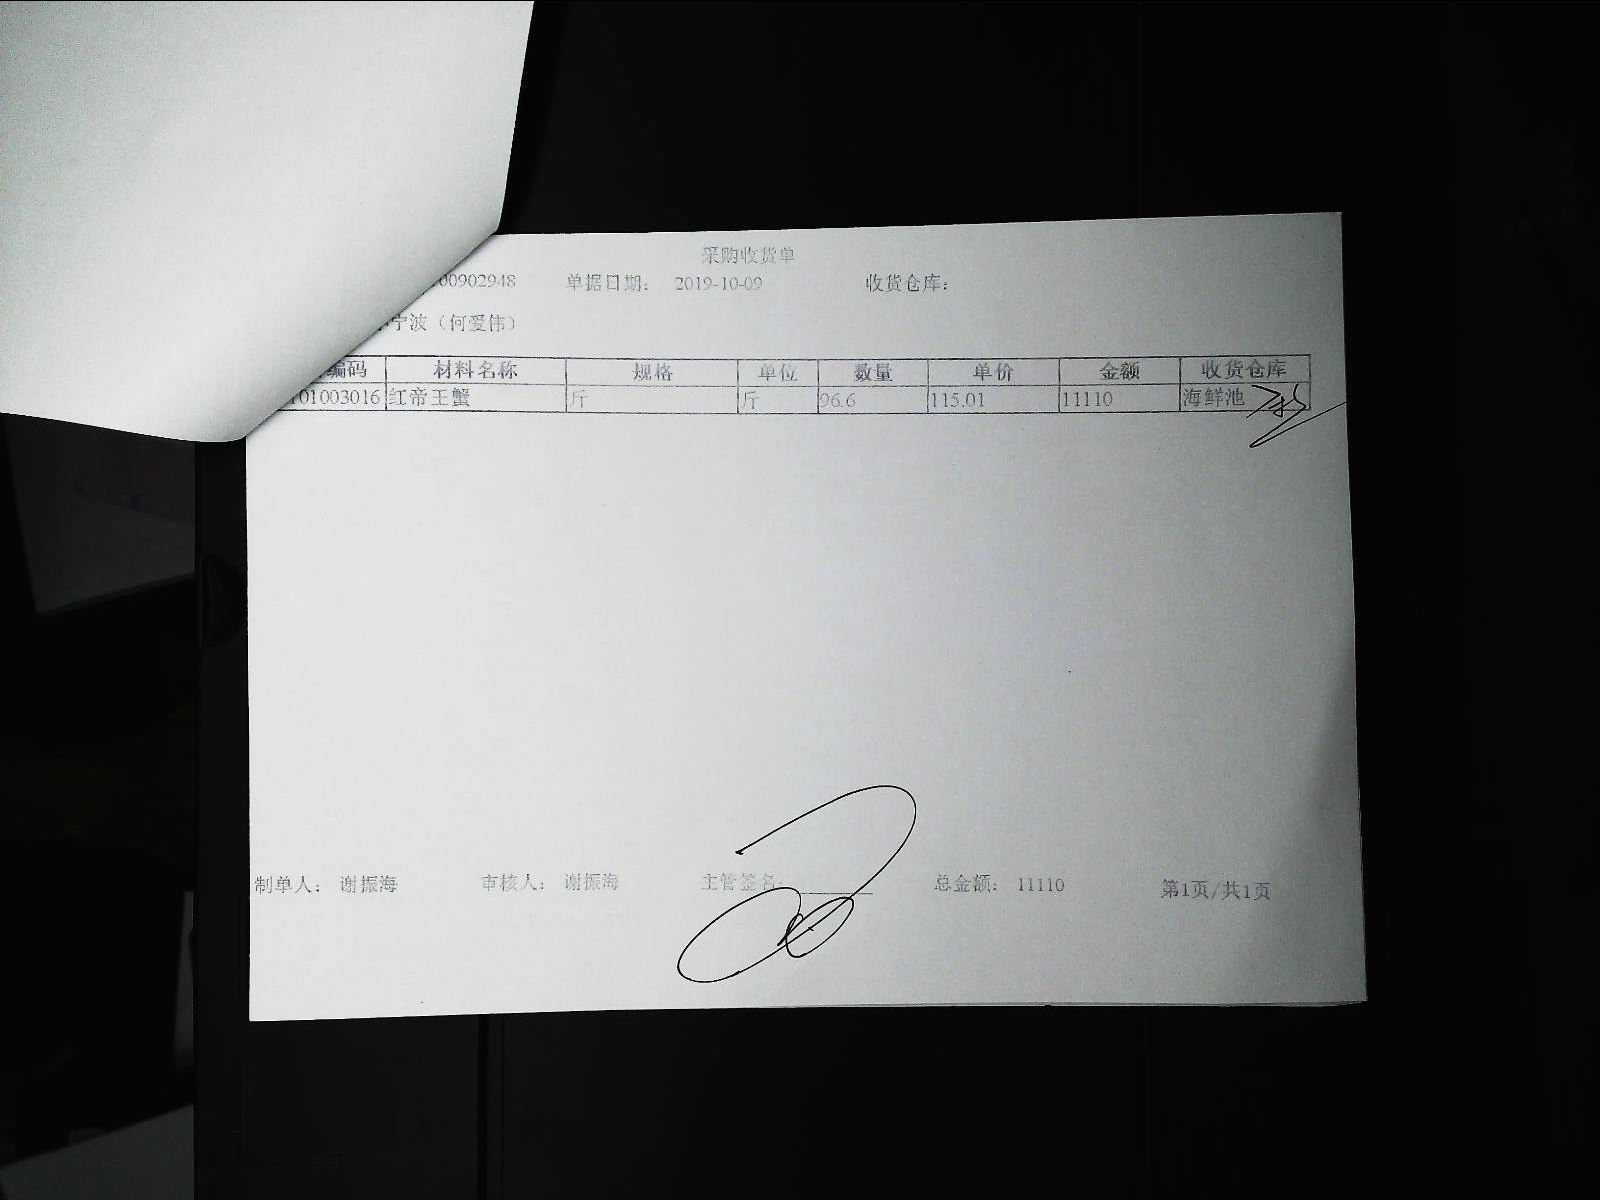 采购收货单
00902948 单据日期： 2019-10-09 收货仓库：
宁波（何爱伟）
编码 材料名称 规格 单位 数量 单价 金额 收货仓库
01003016 红帝王蟹 斤 斤 96.6 115.01 11110 海鲜池
制单人： 谢振海 审核人： 谢振海 主管签名： 总金额： 11110 第1页/共1页